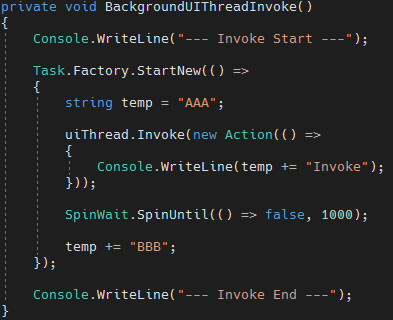 private void BackgroundUIThreadInvoke()
{
    Console.WriteLine("--- Invoke Start ---");

    Task.Factory.StartNew(() =>
    {
        string temp = "AAA";

        uiThread.Invoke(new Action(() =>
        {
            Console.WriteLine(temp += "Invoke");
        }));

        SpinWait.SpinUntil(() => false, 1000);

        temp += "BBB";
    });

    Console.WriteLine("--- Invoke End ---");
}